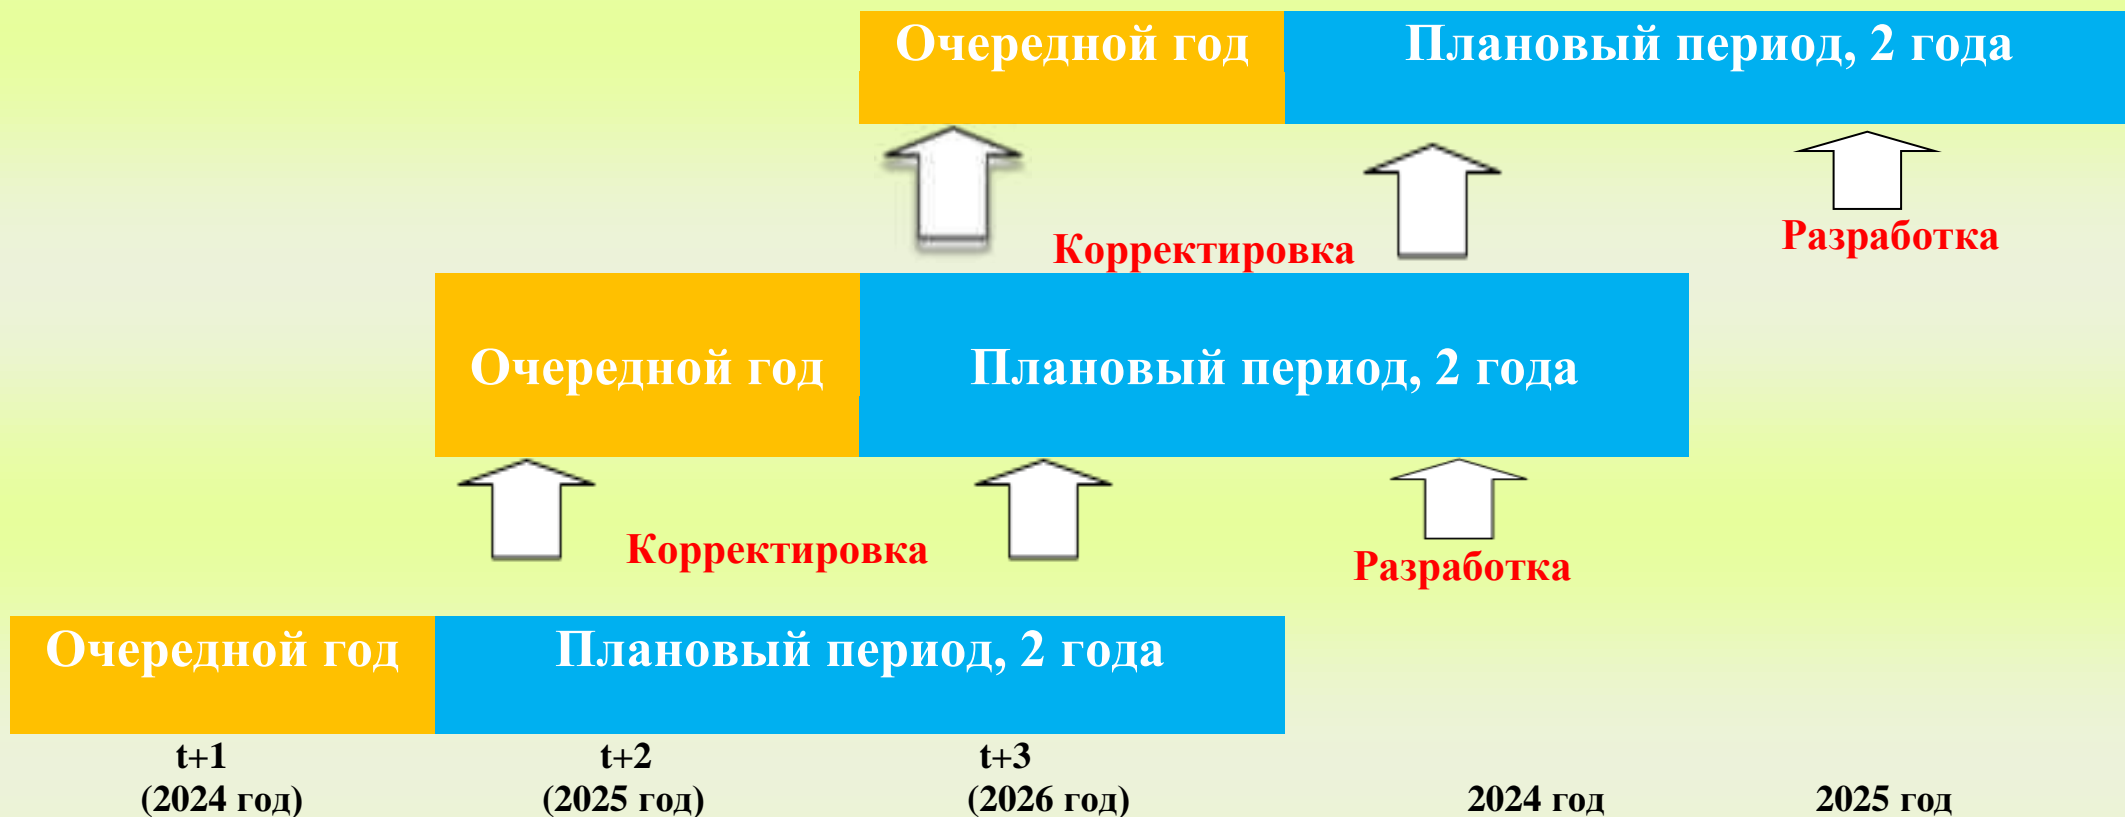 Очередной год
Плановый период, 2 года
Корректировка
Разработка
Очередной год
Плановый период, 2 года
Корректировка
Разработка
Очередной год
Плановый период, 2 года
t+1
t+2
t+3
(2024 год)
(2025 год)
(2026 год)
2024 год
2025 год